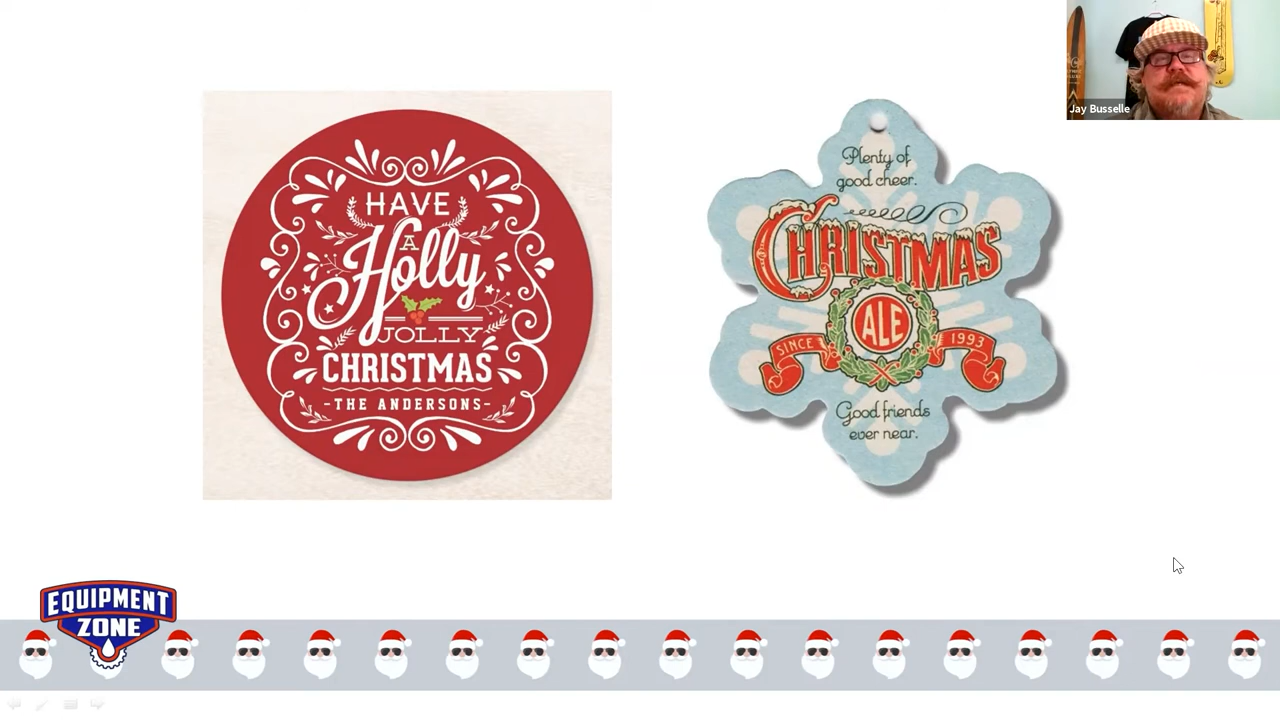 HAVE
A
Holly
JOLLY
CHRISTMAS
-THE ANDERSONS-
Plenty of
good cheer.
CHRISTMAS
ALE
SINCE 1993
Good friends
ever near.
Jay Busselle
EQUIPMENT
ZONE